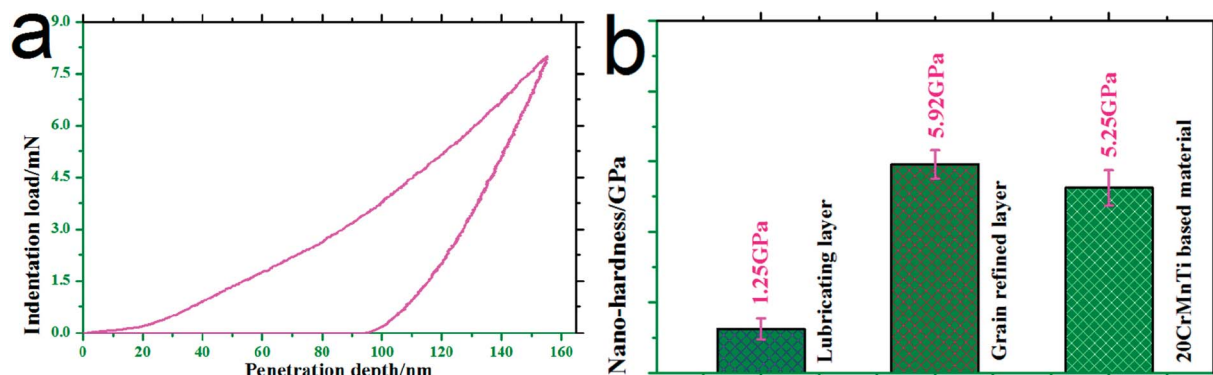 a
Indentation load/mN
9.0
7.5
6.0
4.5
3.0
1.5
0.0
0 20 40 60 80 100 120 140 160
Penetration depth/nm
b
Nano-hardness/GPa
1.25GPa
Lubricating layer
5.92GPa
Grain refined layer
5.25GPa
20CrMnTi based material